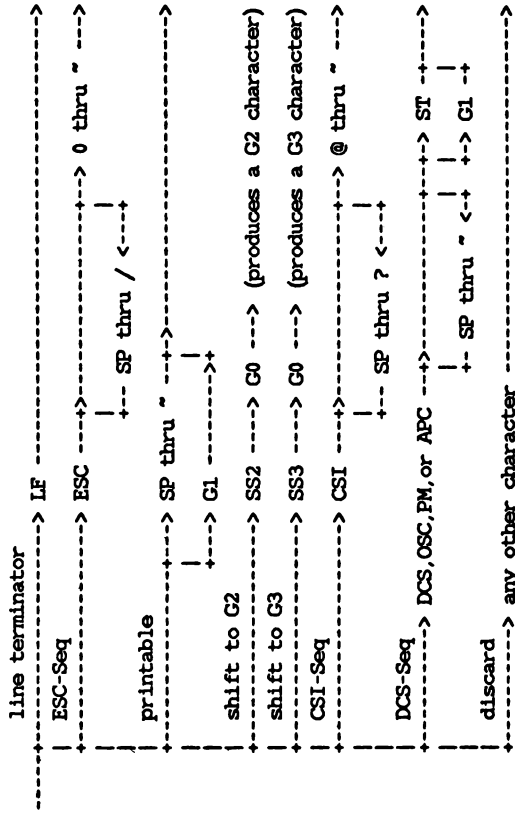 line terminator
-----+---------------> LF ------------------------------------------->
| ESC-Seq
+---------------> ESC ----+>-------------------+--> 0 thru ~ --->
| | |
| +--- SP thru / <----+
| printable
+---------+-----> SP thru ~ ---+>-------------------------------->
| | |
| +---> G1 --------->+
| shift to G2
+---------------> SS2 -----> G0 ---> (produces a G2 character) --->
| shift to G3
+---------------> SS3 -----> G0 ---> (produces a G3 character) --->
| CSI-Seq
+---------------> CSI ----+>-------------------+--> @ thru ~ --->
| | |
| +--- SP thru ? <----+
| DCS-Seq
+-------> DCS,OSC,PM,or APC ---+>----------------+--+--> ST --+-->
| | | | |
| +- SP thru ~ <--+ +--> G1 --+
| discard
+-------> any other character ----------------------------------->